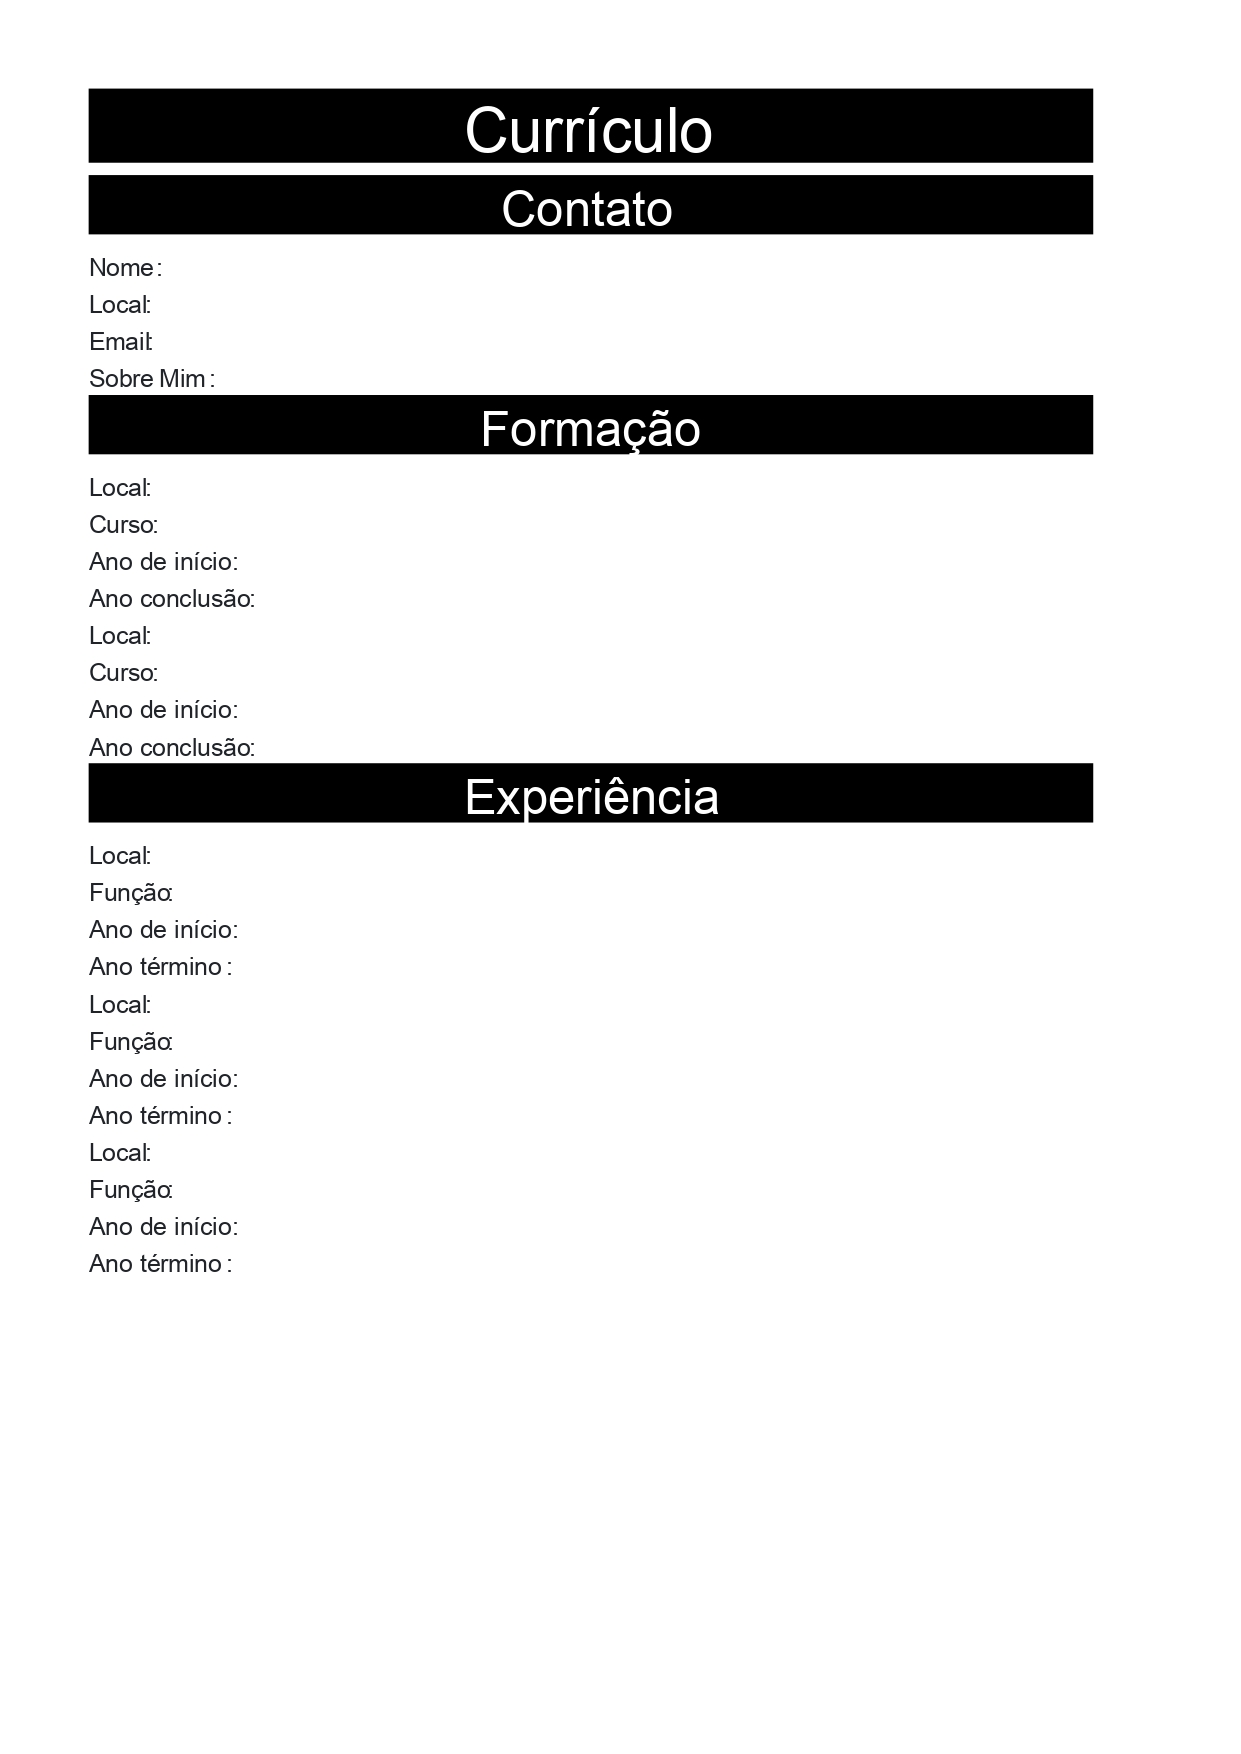 Currículo
Contato
Nome:
Local:
Email:
Sobre Mim:
Formação
Local:
Curso:
Ano de início:
Ano conclusão:
Local:
Curso:
Ano de início:
Ano conclusão:
Experiência
Local:
Função:
Ano de início:
Ano término:
Local:
Função:
Ano de início:
Ano término:
Local:
Função:
Ano de início:
Ano término: